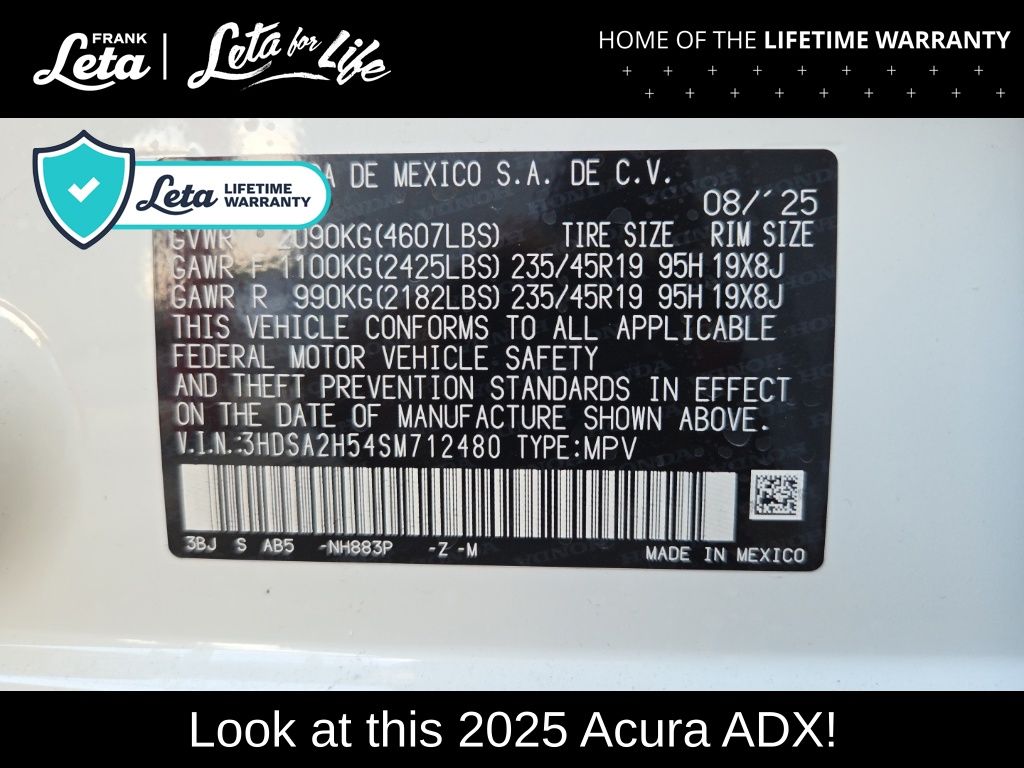 FRANK
Leta
Leta for Life
HOME OF THE LIFETIME WARRANTY
Leta LIFETIME
WARRANTY
DE MEXICO S.A. DE C.V.
08/'25
GVWR 2090KG(4607LBS) TIRE SIZE RIM SIZE
GAWR F 1100KG(2425LBS) 235/45R19 95H 19X8J
GAWR R 990KG(2182LBS) 235/45R19 95H 19X8J
THIS VEHICLE CONFORMS TO ALL APPLICABLE
FEDERAL MOTOR VEHICLE SAFETY
AND THEFT PREVENTION STANDARDS IN EFFECT
ON THE DATE OF MANUFACTURE SHOWN ABOVE.
V.I.N.:3HDSA2H54SM712480 TYPE:MPV
3BJ S AB5 -NH883P -Z -M MADE IN MEXICO
Look at this 2025 Acura ADX!